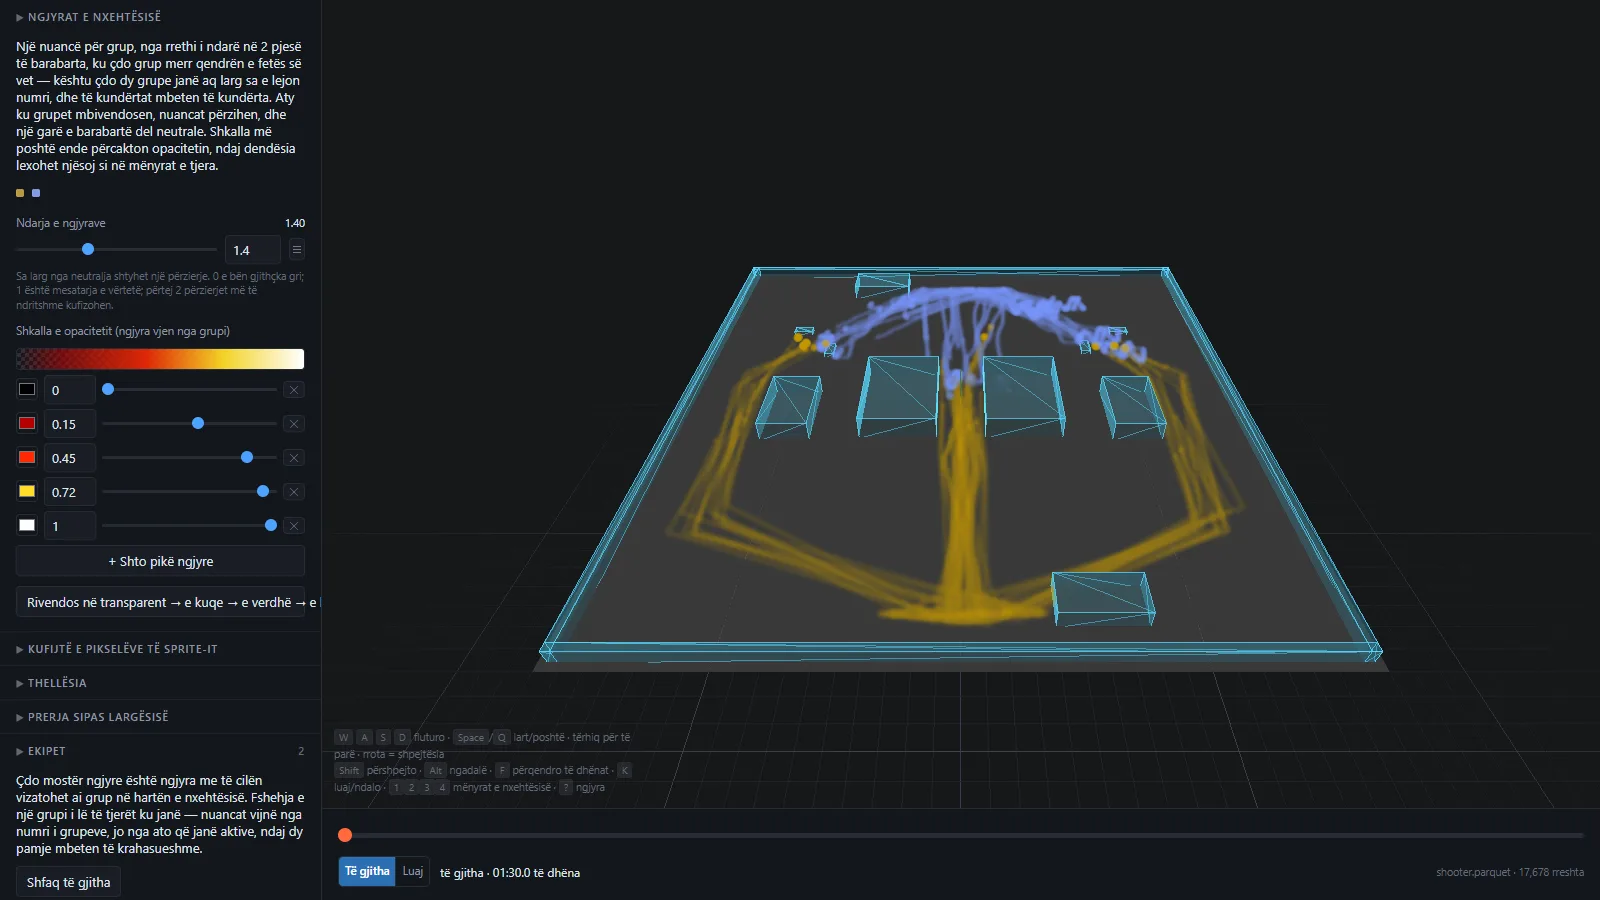 NGJYRAT E NXEHTËSISË
Një nuancë për grup, nga rrethi i ndarë në 2 pjesë
të barabarta, ku çdo grup merr qendrën e fetës së
vet — kështu çdo dy grupe janë aq larg sa e lejon
numri, dhe të kundërtat mbeten të kundërta. Aty
ku grupet mbivendosen, nuancat përzihen, dhe
një garë e barabartë del neutrale. Shkalla më
poshtë ende përcakton opacitetin, ndaj dendësia
lexohet njësoj si në mënyrat e tjera.
Ndarja e ngjyrave 1.40
1.4
Sa larg nga neutralja shtyhet një përzierje. 0 e bën gjithçka gri;
1 është mesatarja e vërtetë; përtej 2 përzierjet më të
ndritshme kufizohen.
Shkalla e opacitetit (ngjyra vjen nga grupi)
0
0.15
0.45
0.72
1
+ Shto pikë ngjyre
Rivendos në transparent → e kuqe → e verdhë → e
KUFIJTË E PIKSELËVE TË SPRITE-IT
THELLËSIA
PRERJA SIPAS LARGËSISË
EKIPET 2
Çdo mostër ngjyre është ngjyra me të cilën
vizatohet ai grup në hartën e nxehtësisë. Fshehja e
një grupi i lë të tjerët ku janë — nuancat vijnë nga
numri i grupeve, jo nga ato që janë aktive, ndaj dy
pamje mbeten të krahasueshme.
Shfaq të gjitha
W A S D fluturo · Space / Q lart/poshtë · tërhiq për të
parë · rrota = shpejtësia
Shift përshpejto · Alt ngadalë · F përqendro të dhënat · K
luaj/ndalo · 1 2 3 4 mënyrat e nxehtësisë · ? ngjyra
Të gjitha Luaj të gjitha · 01:30.0 të dhëna
shooter.parquet · 17,678 rreshta